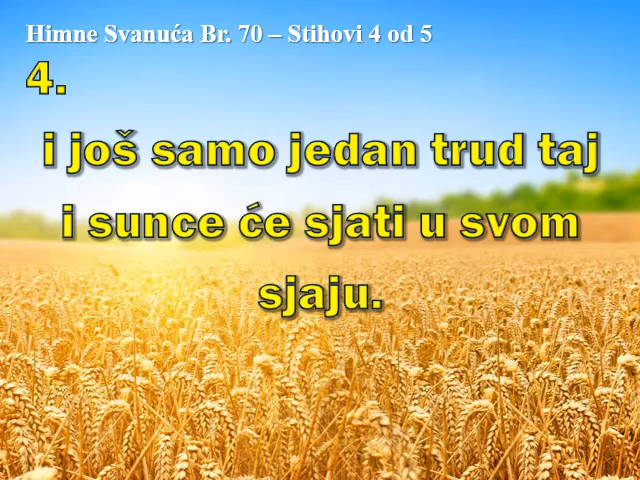 Himne Svanuća Br. 70 – Stihovi 4 od 5
4.
i još samo jedan trud taj
i sunce će sjati u svom
sjaju.